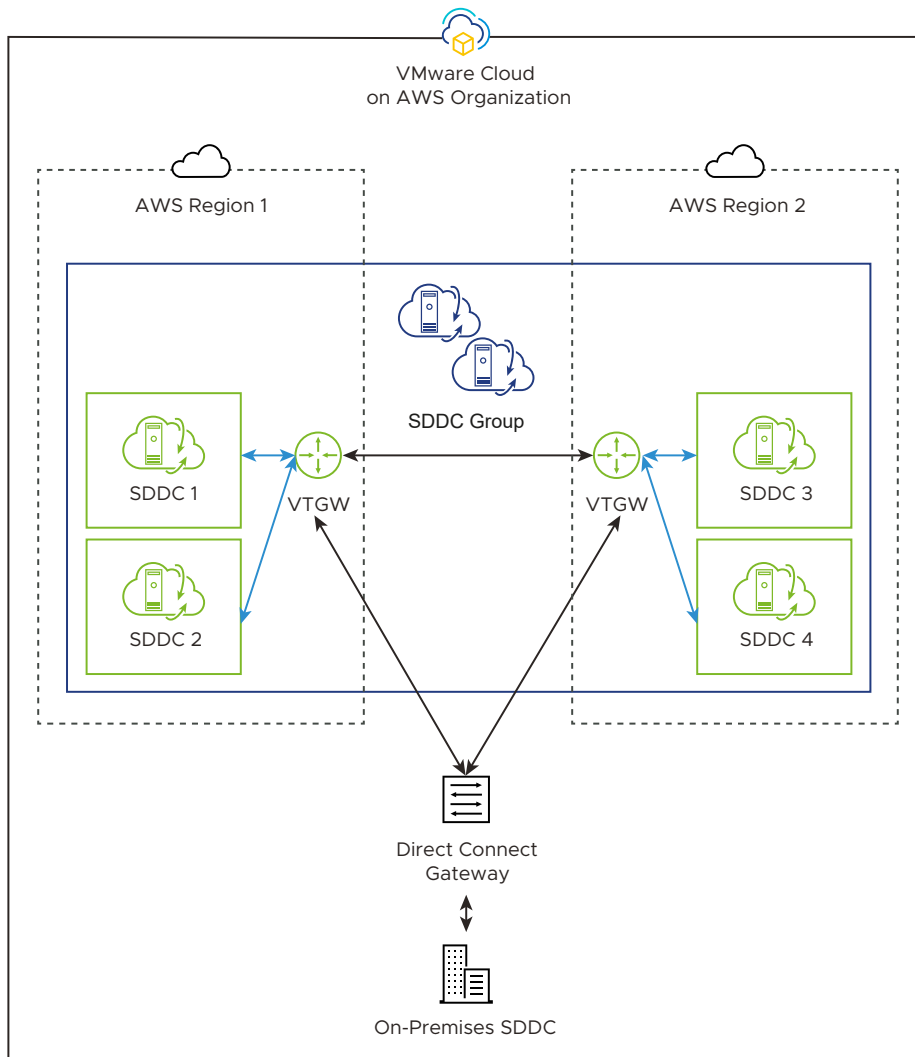 VMware Cloud
on AWS Organization
AWS Region 1
AWS Region 2
SDDC Group
SDDC 1
SDDC 3
VTGW
VTGW
SDDC 2
SDDC 4
Direct Connect
Gateway
On-Premises SDDC